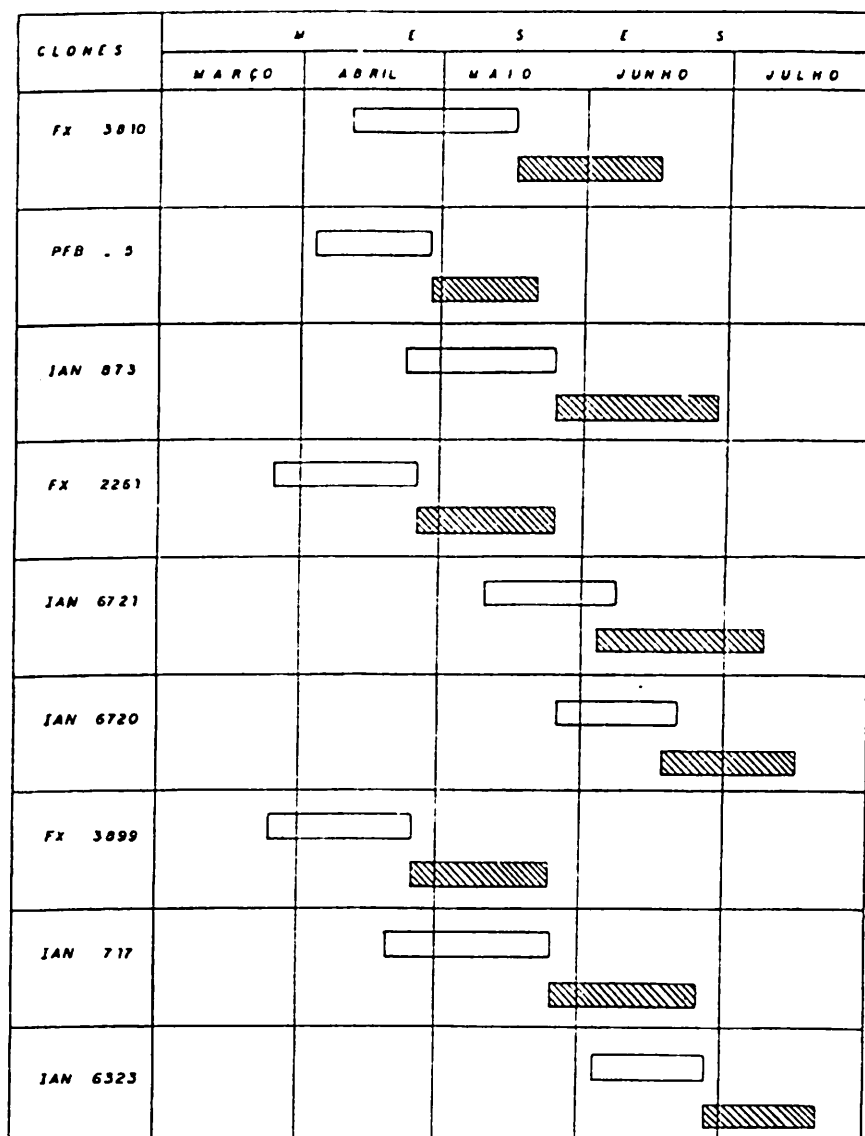 CLONES
M E S E S
MARÇO ABRIL MAIO JUNHO JULHO
FX 3810
PFB - 5
IAN 873
FX 2261
IAN 6721
IAN 6720
FX 3899
IAN 717
IAN 6323